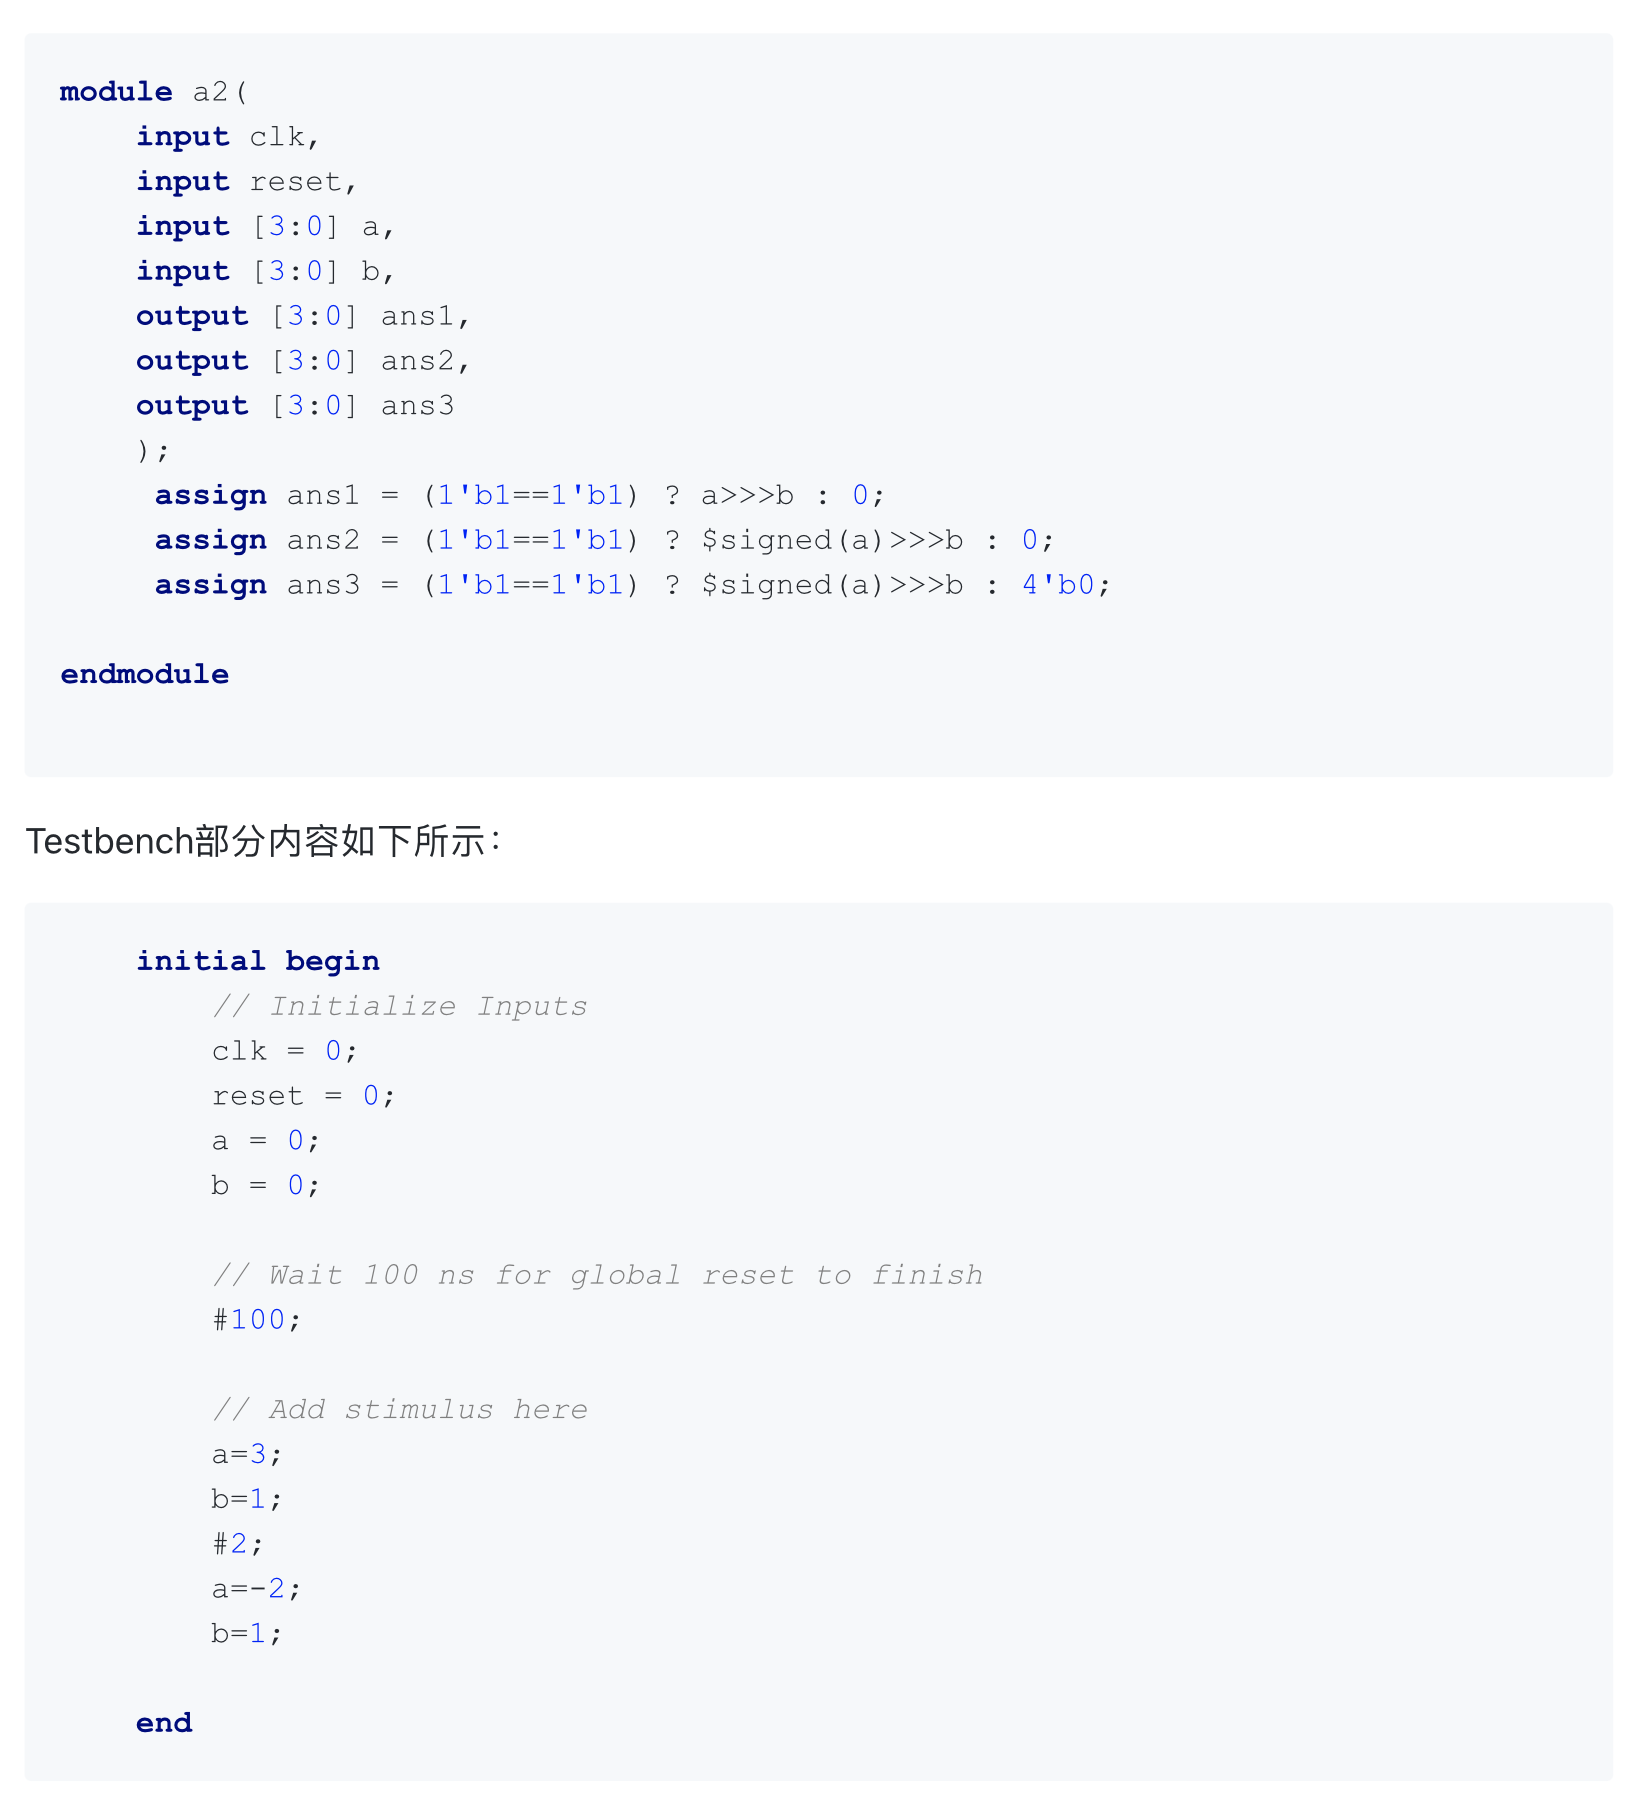 module a2(
    input clk,
    input reset,
    input [3:0] a,
    input [3:0] b,
    output [3:0] ans1,
    output [3:0] ans2,
    output [3:0] ans3
    );
     assign ans1 = (1'b1==1'b1) ? a>>>b : 0;
     assign ans2 = (1'b1==1'b1) ? $signed(a)>>>b : 0;
     assign ans3 = (1'b1==1'b1) ? $signed(a)>>>b : 4'b0;

endmodule

Testbench部分内容如下所示：

    initial begin
        // Initialize Inputs
        clk = 0;
        reset = 0;
        a = 0;
        b = 0;

        // Wait 100 ns for global reset to finish
        #100;

        // Add stimulus here
        a=3;
        b=1;
        #2;
        a=-2;
        b=1;

    end